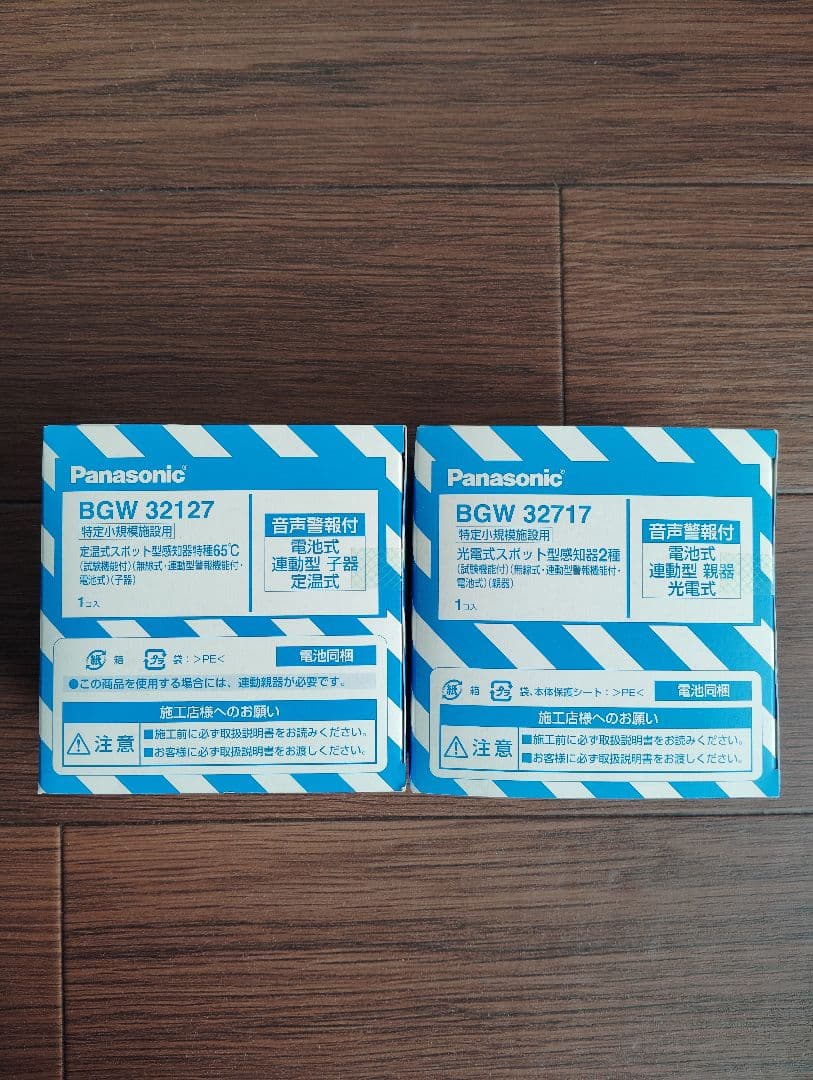 Panasonic
BGW 32127
特定小規模施設用
定温式スポット型感知器特種65℃
(試験機能付)(無線式・連動型警報機能付・
電池式)(子器)
1コ入
音声警報付
電池式
連動型 子器
定温式
紙 箱 プラ 袋:>PE<
電池同梱
●この商品を使用する場合には、連動親器が必要です。
施工店様へのお願い
注意
■施工前に必ず取扱説明書をお読みください。
■お客様に必ず取扱説明書をお渡しください。
Panasonic
BGW 32717
特定小規模施設用
光電式スポット型感知器2種
(試験機能付)(無線式・連動型警報機能付・
電池式)(親器)
1コ入
音声警報付
電池式
連動型 親器
光電式
紙 箱 プラ 袋、本体保護シート:>PE<
電池同梱
施工店様へのお願い
注意
■施工前に必ず取扱説明書をお読みください。
■お客様に必ず取扱説明書をお渡しください。